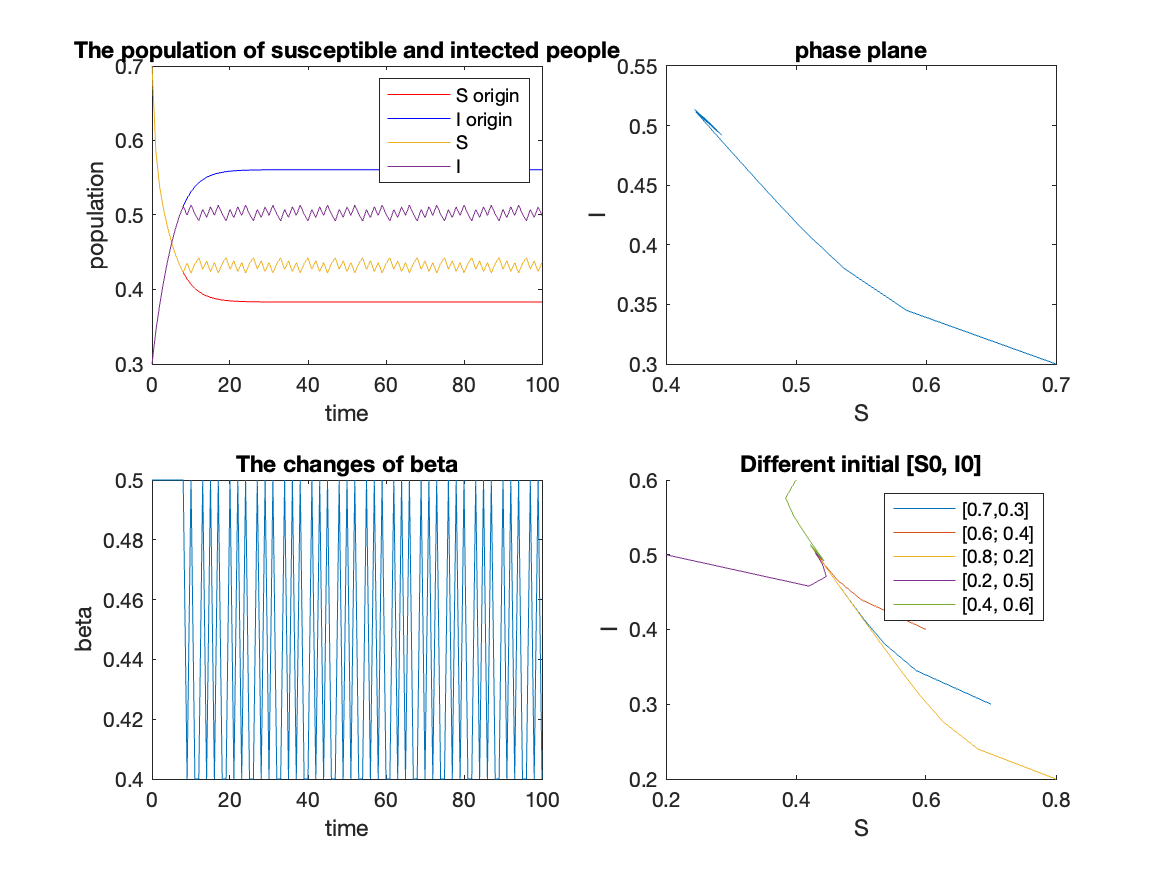 The population of susceptible and intected people
0.7
0.6
0.5
0.4
0.3
population
0
20
40
60
80
100
time
S origin
I origin
S
I
phase plane
0.55
0.5
0.45
0.4
0.35
0.3
I
0.4
0.5
0.6
0.7
S
The changes of beta
0.5
0.48
0.46
0.44
0.42
0.4
beta
0
20
40
60
80
100
time
Different initial [S0, I0]
0.6
0.5
0.4
0.3
0.2
I
0.2
0.4
0.6
0.8
S
[0.7,0.3]
[0.6; 0.4]
[0.8; 0.2]
[0.2, 0.5]
[0.4, 0.6]